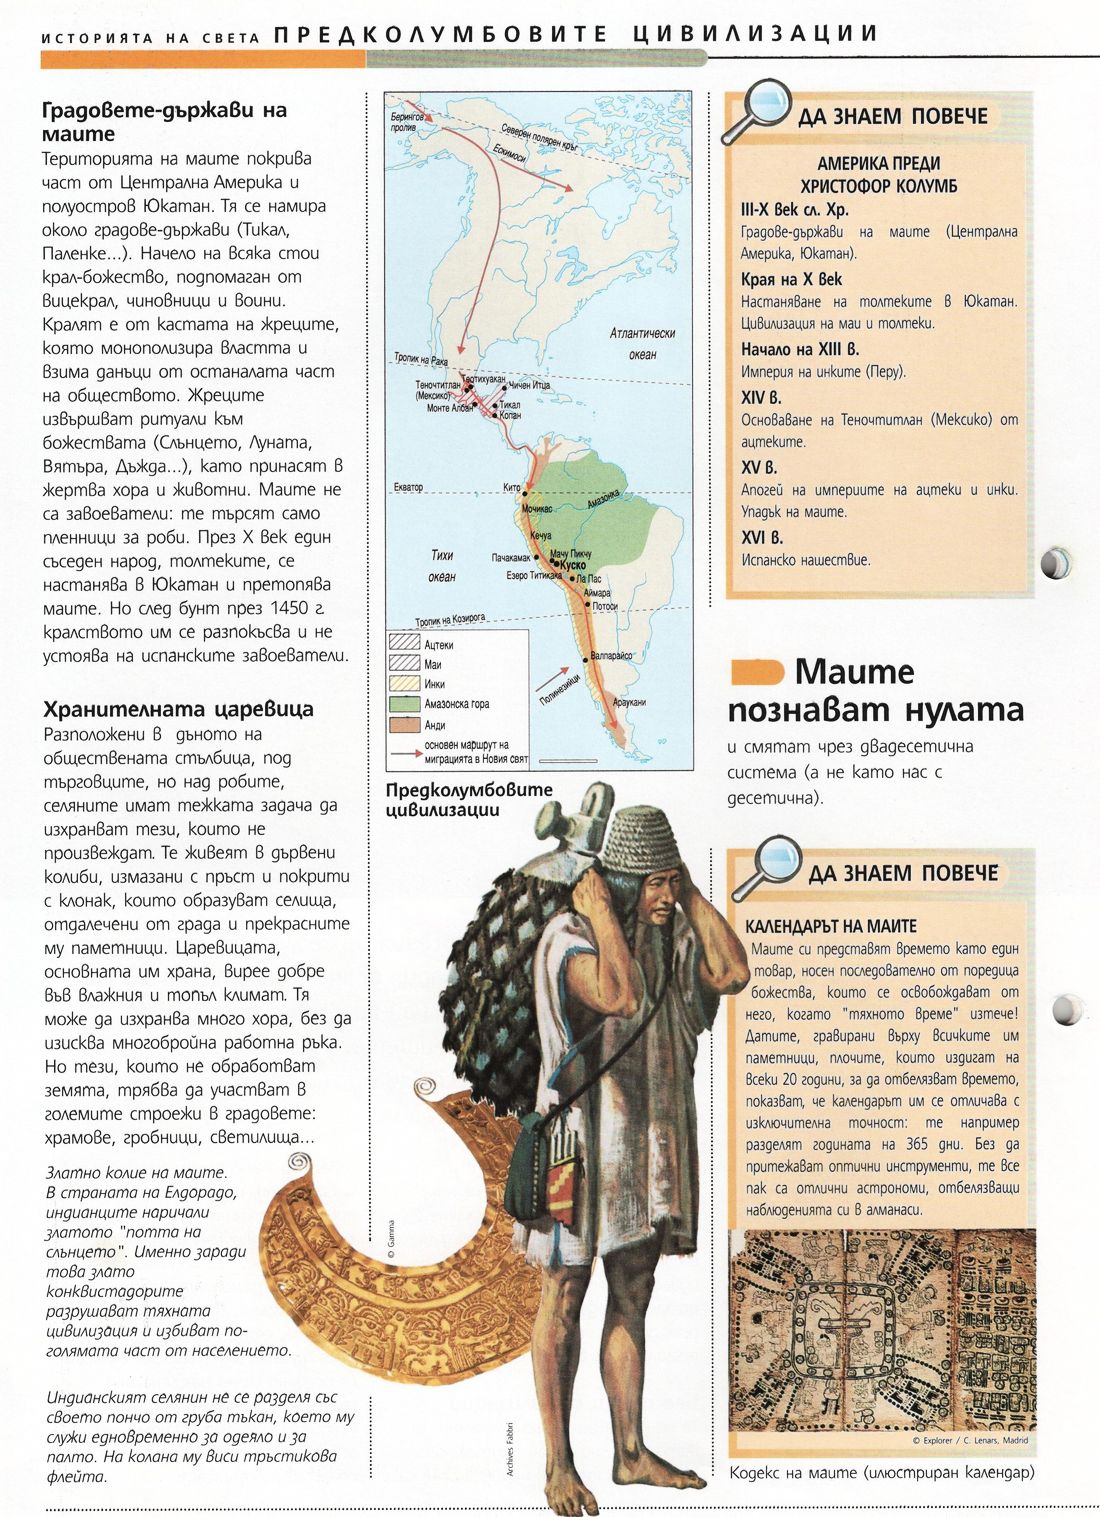 ИСТОРИЯТА НА СВЕТА ПРЕДКОЛУМБОВИТЕ ЦИВИЛИЗАЦИИ
Градовете-държави на
маите
Територията на маите покрива
част от Централна Америка и
полуостров Юкатан. Тя се намира
около градове-държави (Тикал,
Паленке...). Начело на всяка стои
крал-божество, подпомаган от
вицекрал, чиновници и воини.
Кралят е от кастата на жреците,
която монополизира властта и
взима данъци от останалата част
на обществото. Жреците
извършват ритуали към
божествата (Слънцето, Луната,
Вятъра, Дъжда...), като принасят в
жертва хора и животни. Маите не
са завоеватели: те търсят само
пленници за роби. През X век един
съседен народ, толтеките, се
настанява в Юкатан и претопява
маите. Но след бунт през 1450 г.
кралството им се разпокъсва и не
устоява на испанските завоеватели.
Хранителната царевица
Разположени в дъното на
обществената стълбица, под
търговците, но над робите,
селяните имат тежката задача да
изхранват тези, които не
произвеждат. Те живеят в дървени
колиби, измазани с пръст и покрити
с клонак, които образуват селища,
отдалечени от града и прекрасните
му паметници. Царевицата,
основната им храна, вирее добре
във влажния и топъл климат. Тя
може да изхранва много хора, без да
изисква многобройна работна ръка.
Но тези, които не обработват
земята, трябва да участват в
големите строежи в градовете:
храмове, гробници, светилища...
Златно колие на маите.
В страната на Елдорадо,
индианците наричали
златото "потта на
слънцето". Именно заради
това злато
конквистадорите
разрушават тяхната
цивилизация и избиват по-
голямата част от населението.
Индианският селянин не се разделя със
своето пончо от груба тъкан, което му
служи едновременно за одеяло и за
палто. На колана му виси тръстикова
флейта.
Берингов
пролив
Северен полярен кръг
Ескимоси
Атлантически
океан
Тропик на Рака
Теотихуакан
Теночтитлан
(Мексико)
Чичен Итца
Монте Албан
Тикал
Копан
Екватор
Кито
Амазонка
Мочикас
Кечуа
Тихи
океан
Пачакамак
Мачу Пикчу
Куско
Езеро Титикака
Ла Пас
Аймара
Потоси
Тропик на Козирога
Валпарайсо
Полинезийци
Араукани
Ацтеки
Маи
Инки
Амазонска гора
Анди
основен маршрут на
миграцията в Новия свят
Предколумбовите
цивилизации
© Gamma
Archives Fabbri
ДА ЗНАЕМ ПОВЕЧЕ
АМЕРИКА ПРЕДИ
ХРИСТОФОР КОЛУМБ
III-X век сл. Хр.
Градове-държави на маите (Централна
Америка, Юкатан).
Края на X век
Настаняване на толтеките в Юкатан.
Цивилизация на маи и толтеки.
Начало на XIII в.
Империя на инките (Перу).
XIV в.
Основаване на Теночтитлан (Мексико) от
ацтеките.
XV в.
Апогей на империите на ацтеки и инки.
Упадък на маите.
XVI в.
Испанско нашествие.
Маите
познават нулата
и смятат чрез двадесетична
система (а не като нас с
десетична).
ДА ЗНАЕМ ПОВЕЧЕ
КАЛЕНДАРЪТ НА МАИТЕ
Маите си представят времето като един
товар, носен последователно от поредица
божества, които се освобождават от
него, когато "тяхното време" изтече!
Датите, гравирани върху всичките им
паметници, плочите, които издигат на
всеки 20 години, за да отбелязват времето,
показват, че календарът им се отличава с
изключителна точност: те например
разделят годината на 365 дни. Без да
притежават оптични инструменти, те все
пак са отлични астрономи, отбелязващи
наблюденията си в алманаси.
© Explorer / C. Lenars, Madrid
Кодекс на маите (илюстриран календар)